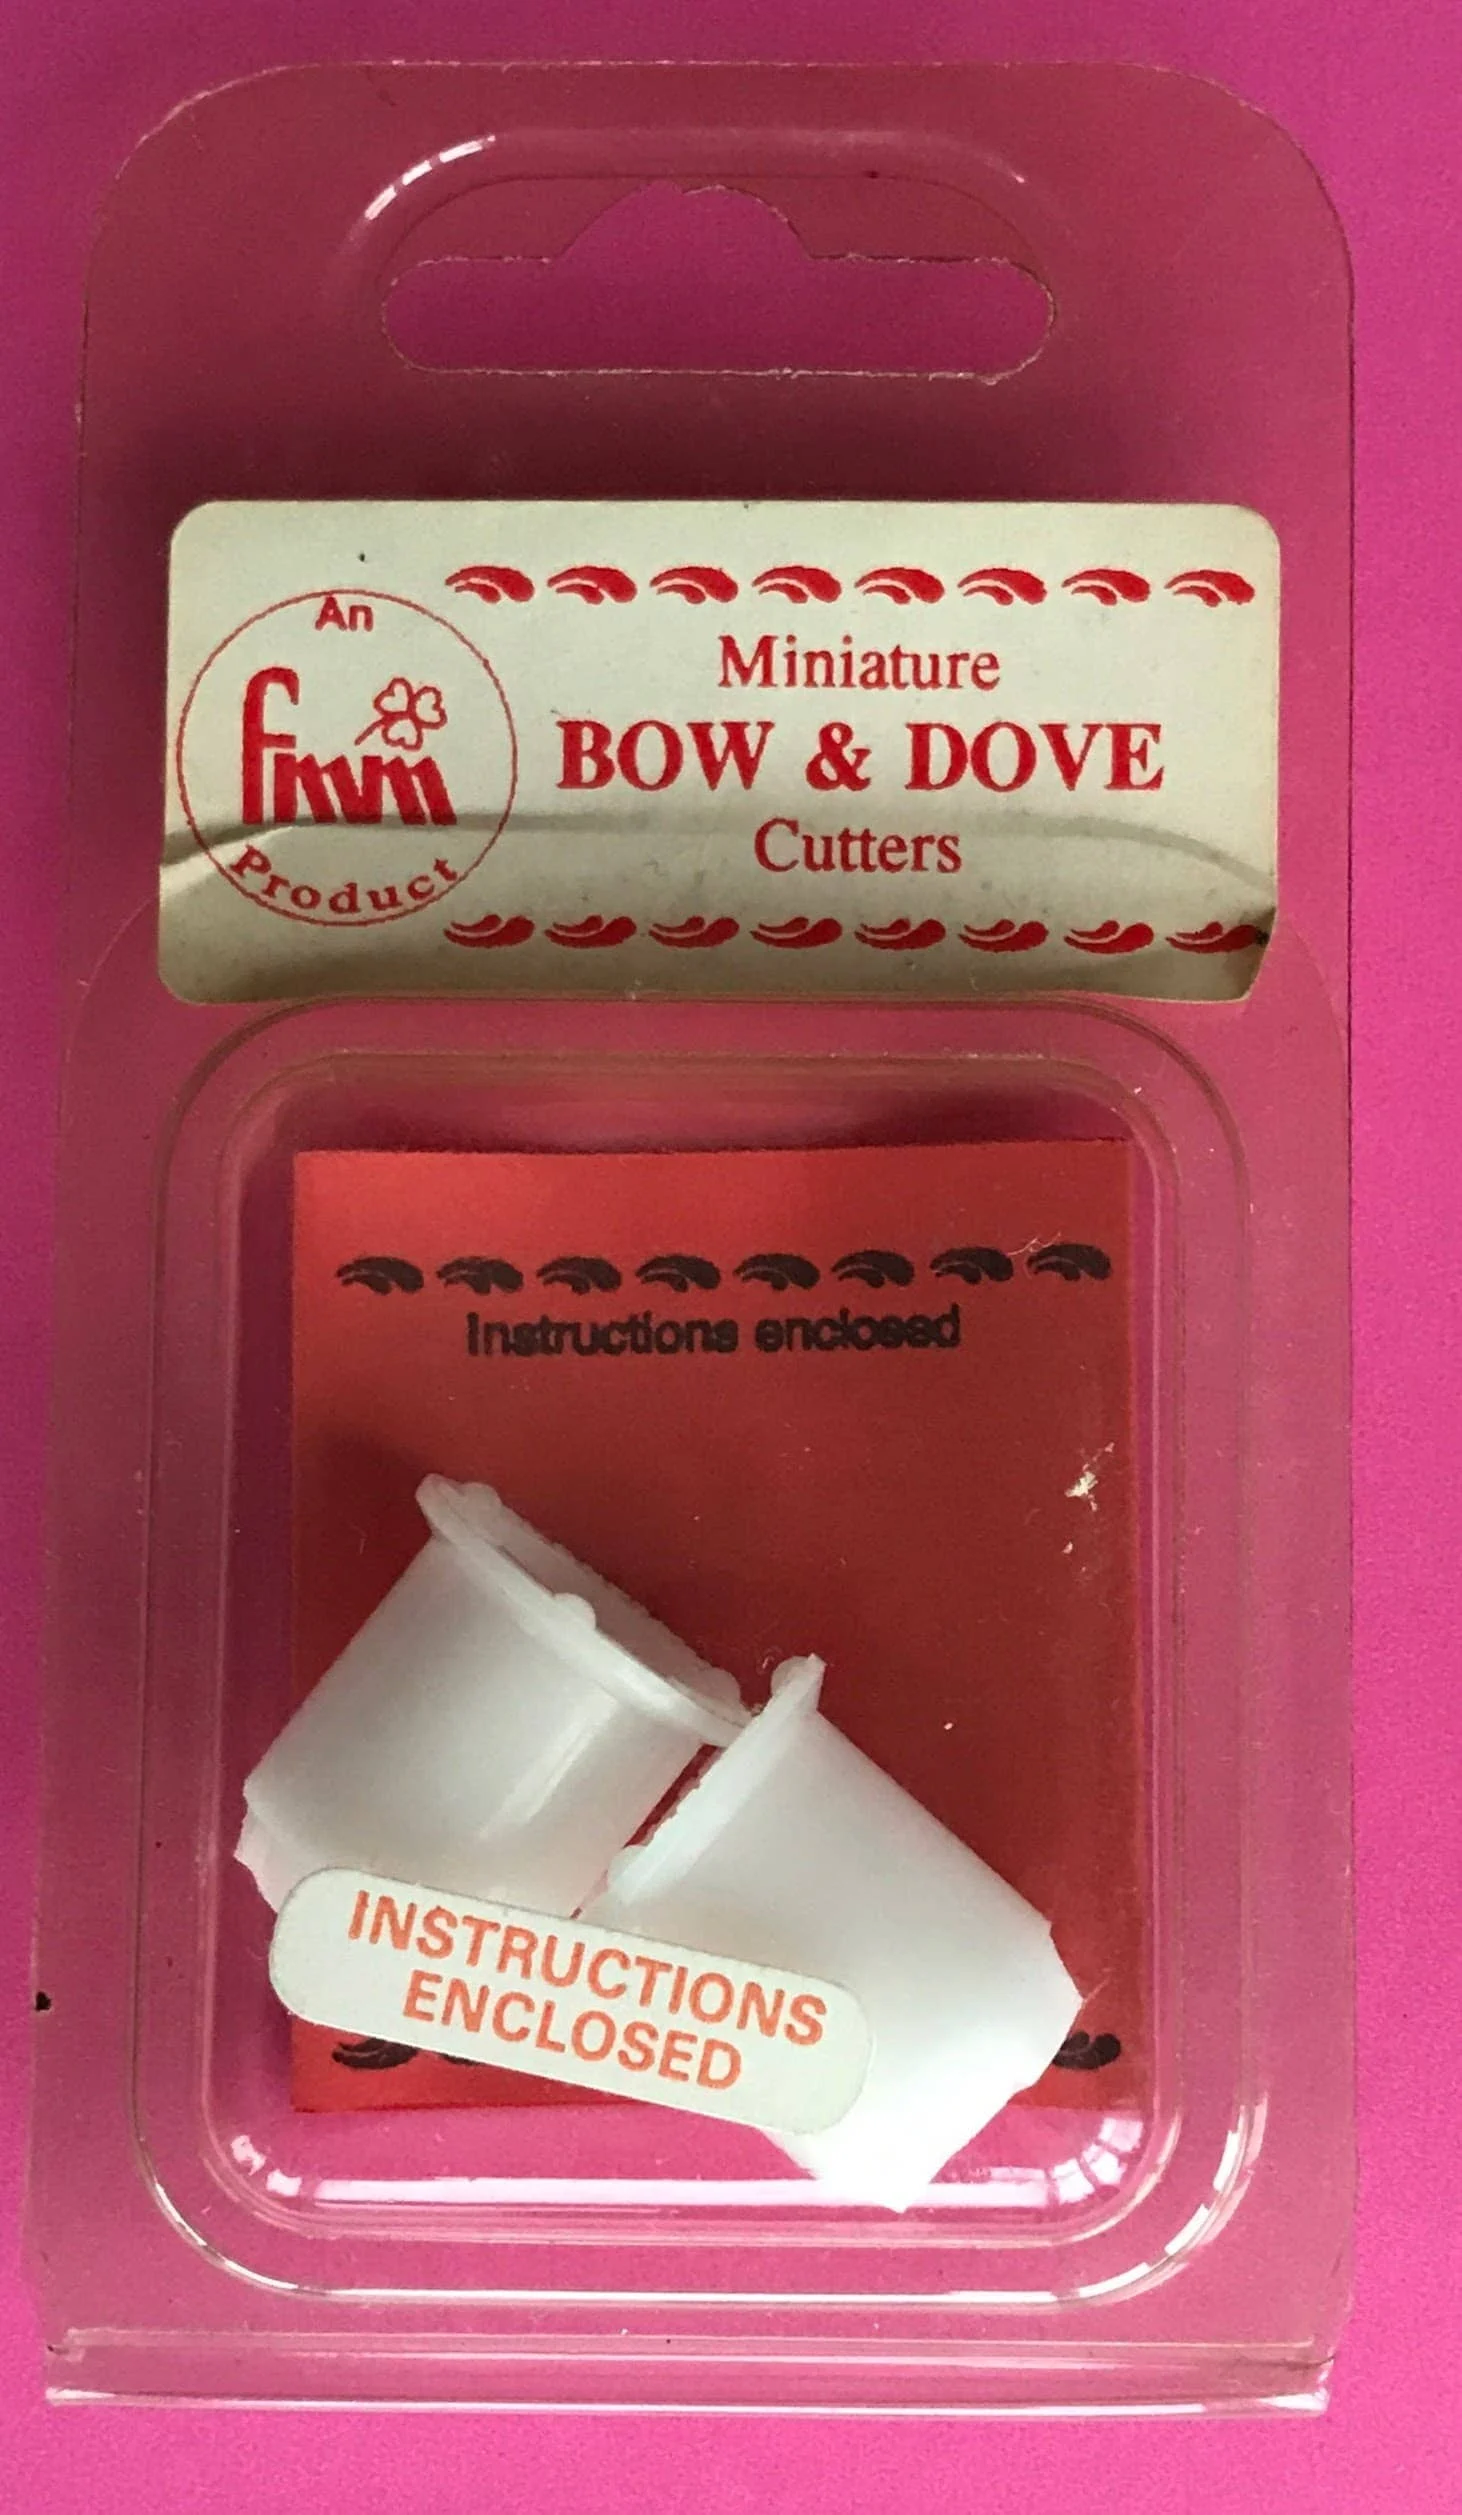 An
fmm
Product
Miniature
BOW & DOVE
Cutters
Instructions enclosed
INSTRUCTIONS
ENCLOSED